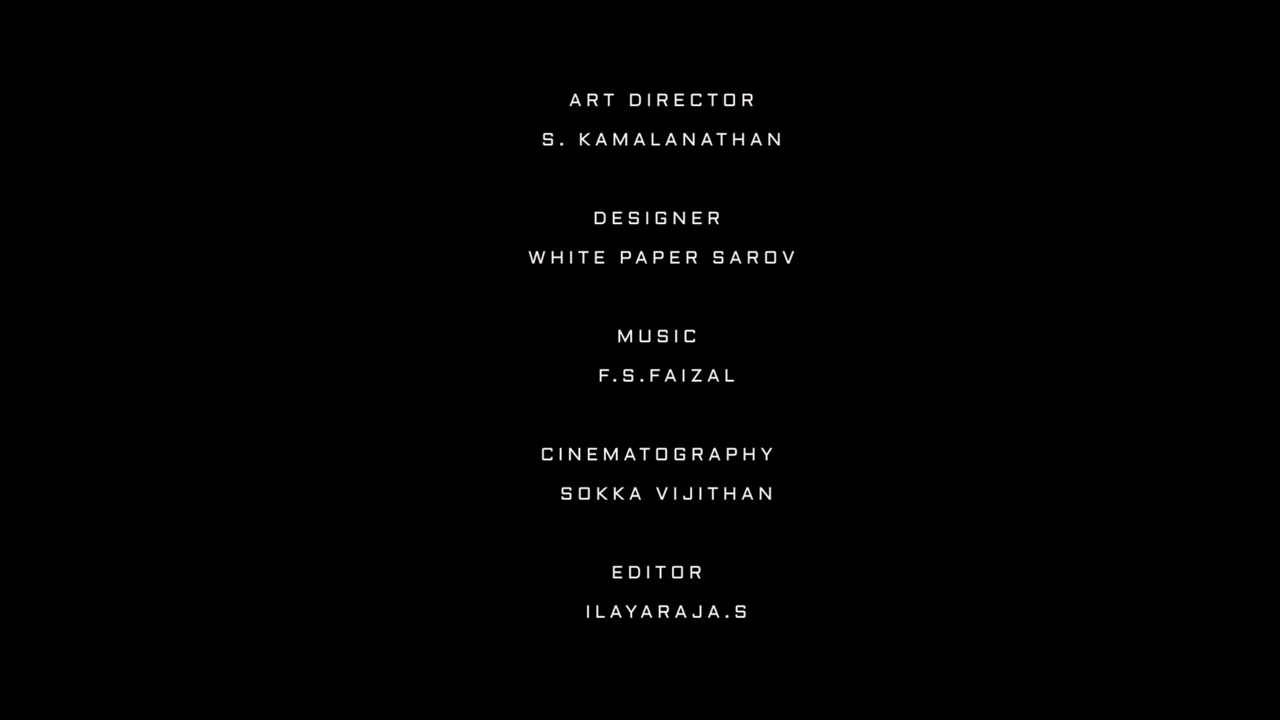 ART DIRECTOR
S. KAMALANATHAN
DESIGNER
WHITE PAPER SAROV
MUSIC
F.S.FAIZAL
CINEMATOGRAPHY
SOKKA VIJITHAN
EDITOR
ILAYARAJA.S